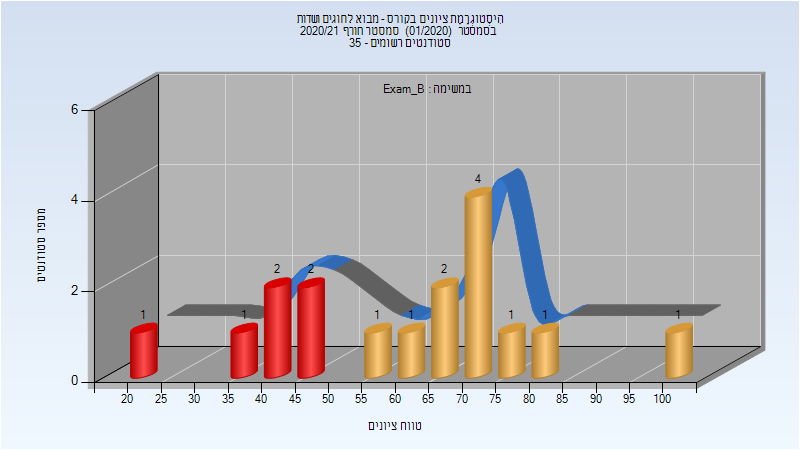 היסטוגרמת ציונים בקורס - מבוא לחוגים ושדות
בסמסטר (01/2020) סמסטר חורף 2020/21
סטודנטים רשומים - 35
במשימה : Exam_B
מספר סטודנטים
6
4
2
0
1 1 2 2 1 1 2 4 1 1 1
20 25 30 35 40 45 50 55 60 65 70 75 80 85 90 95 100
טווח ציונים